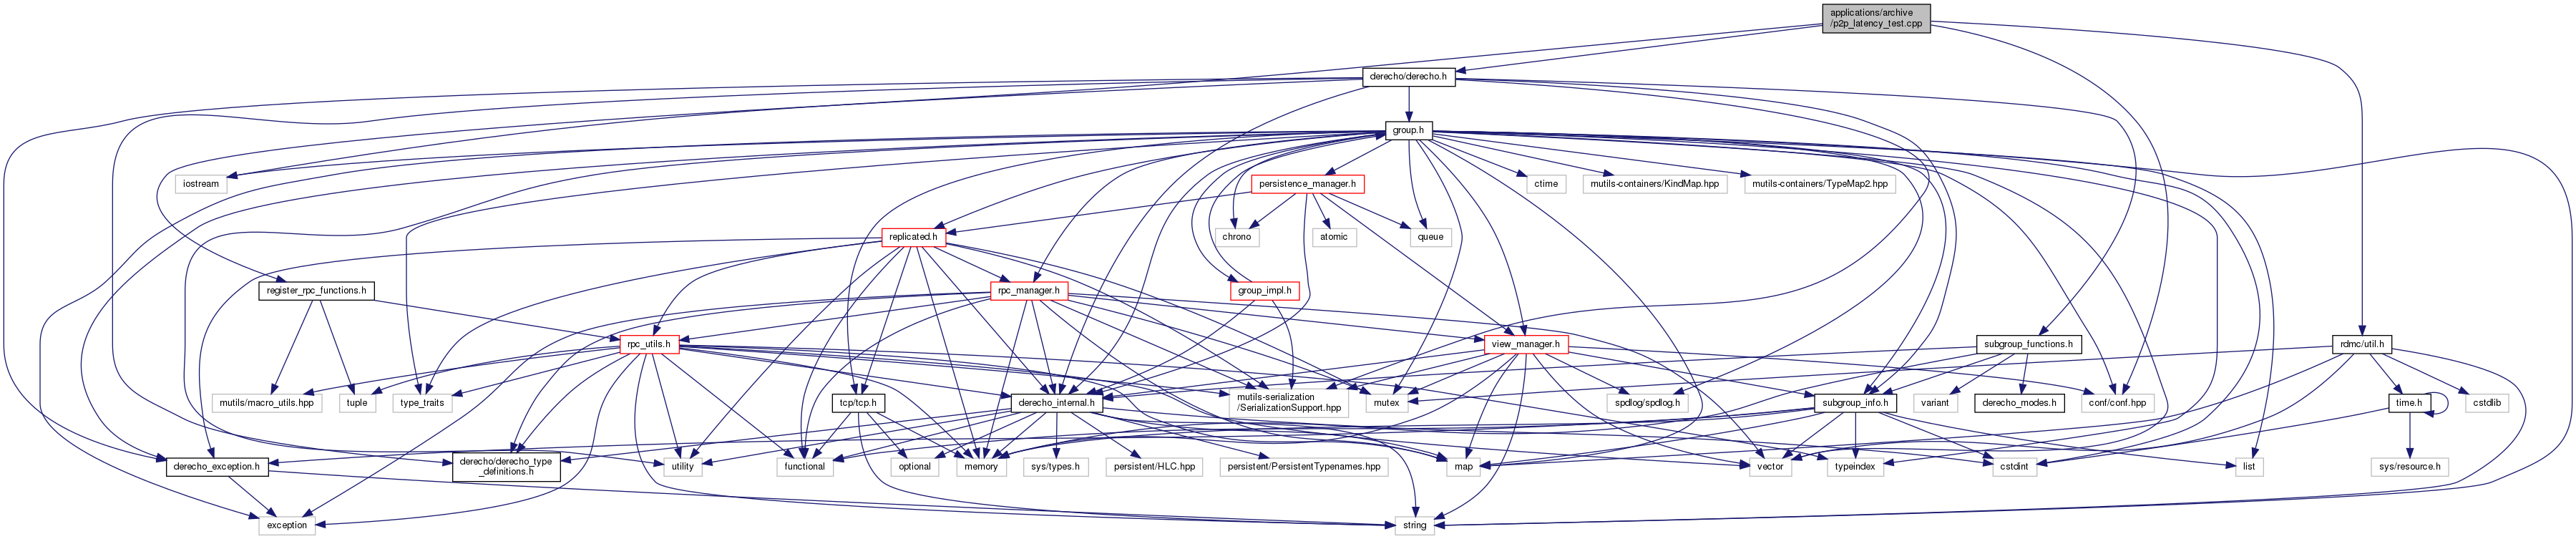 applications/archive
/p2p_latency_test.cpp
derecho/derecho.h
group.h
iostream
persistence_manager.h
ctime
mutils-containers/KindMap.hpp
mutils-containers/TypeMap2.hpp
replicated.h
chrono
atomic
queue
register_rpc_functions.h
rpc_manager.h
group_impl.h
rpc_utils.h
view_manager.h
subgroup_functions.h
rdmc/util.h
mutils/macro_utils.hpp
tuple
type_traits
tcp/tcp.h
derecho_internal.h
mutils-serialization
/SerializationSupport.hpp
mutex
spdlog/spdlog.h
subgroup_info.h
variant
derecho_nodes.h
conf/conf.hpp
time.h
cstdlib
derecho_exception.h
derecho/derecho_type
_definitions.h
utility
functional
optional
memory
sys/types.h
persistent/HLC.hpp
persistent/PersistentTypenames.hpp
map
vector
typeindex
cstdint
list
sys/resource.h
exception
string